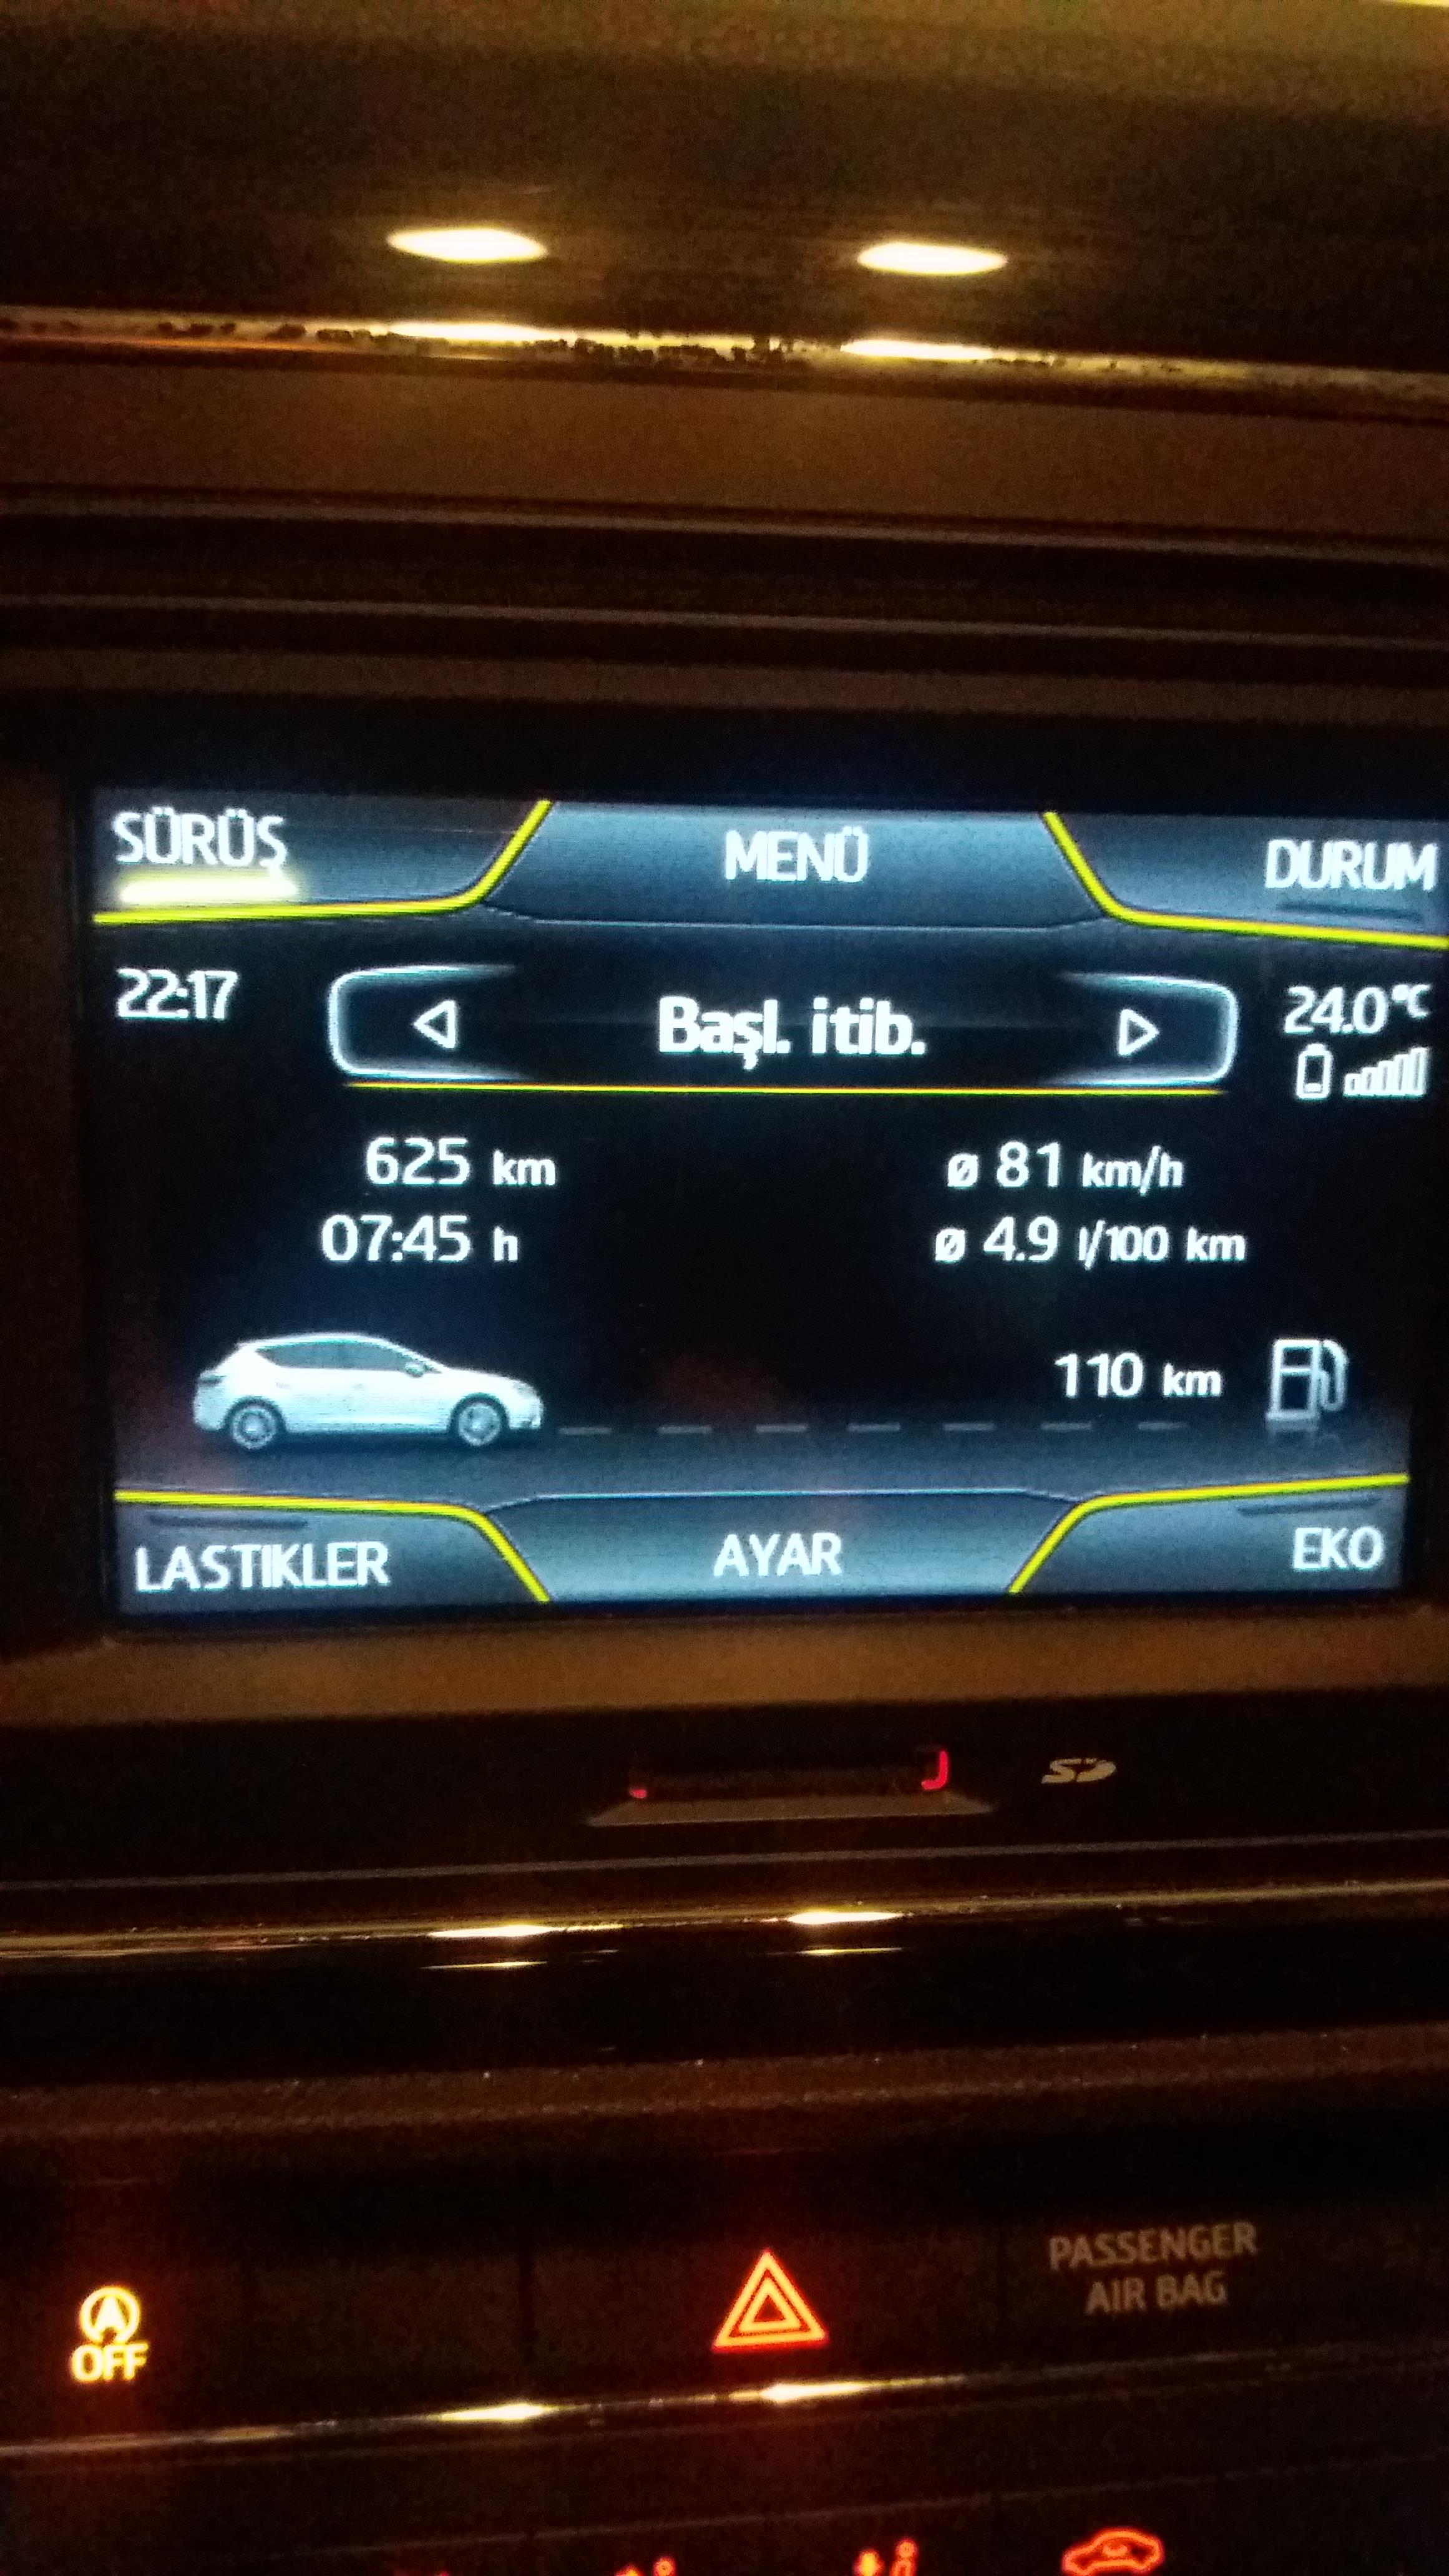 SÜRÜŞ MENÜ DURUM
22:17 Başl. itib. 24.0°C
625 km ø 81 km/h
07:45 h ø 4.9 l/100 km
110 km
LASTIKLER AYAR EKO
SD
PASSENGER
AIR BAG
A
OFF